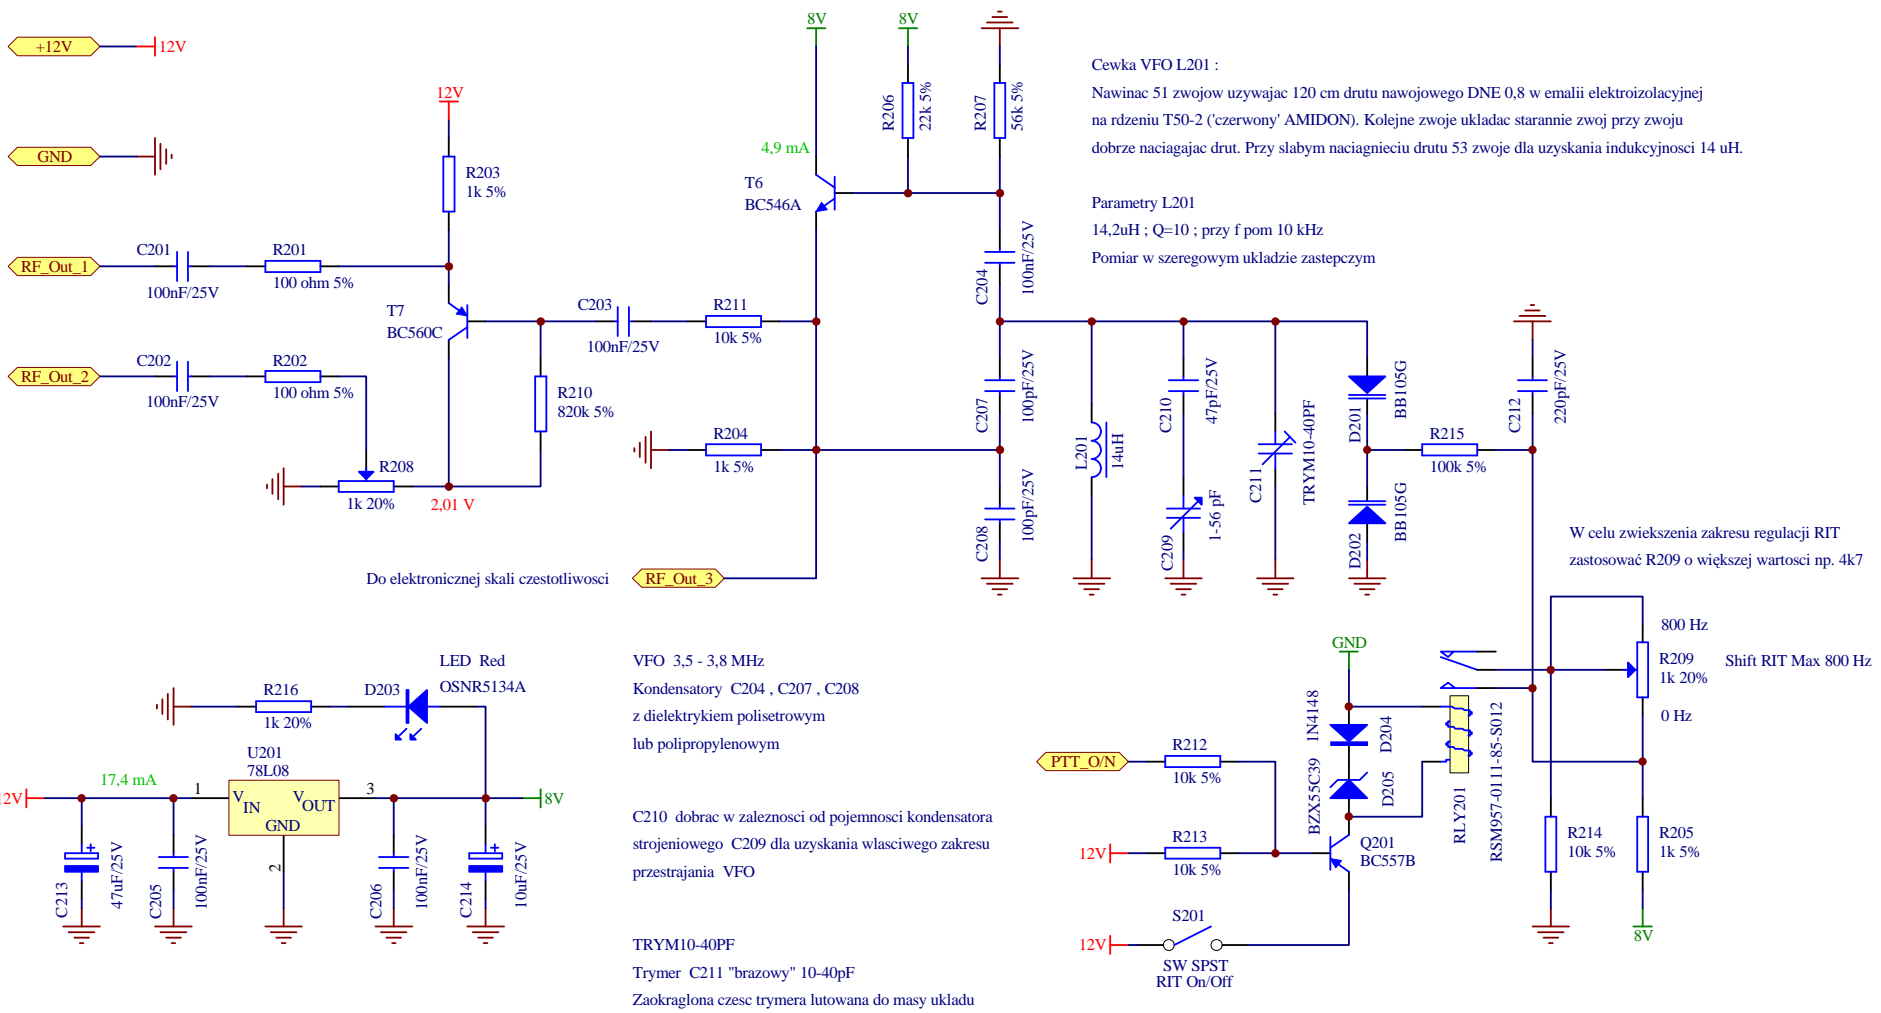 +12V
12V
GND
12V
R203
1k 5%
C201
RF_Out_1
100nF/25V
R201
100 ohm 5%
T7
BC560C
C202
RF_Out_2
100nF/25V
R202
100 ohm 5%
R208
1k 20%
2,01 V
C203
100nF/25V
R210
820k 5%
R211
10k 5%
R204
1k 5%
Do elektronicznej skali czestotliwosci
RF_Out_3
8V
8V
4,9 mA
T6
BC546A
R206
22k 5%
R207
56k 5%
C204
100nF/25V
C207
100pF/25V
C208
100pF/25V
L201
14uH
C210
47pF/25V
C209
1-56 pF
C211
TRYM10-40PF
D201
BB105G
D202
BB105G
R215
100k 5%
C212
220pF/25V
Cewka VFO L201 :
Nawinac 51 zwojow uzywajac 120 cm drutu nawojowego DNE 0,8 w emalii elektroizolacyjnej
na rdzeniu T50-2 ('czerwony' AMIDON). Kolejne zwoje ukladac starannie zwoj przy zwoju
dobrze naciagajac drut. Przy slabym naciagnieciu drutu 53 zwoje dla uzyskania indukcyjnosci 14 uH.
Parametry L201
14,2uH ; Q=10 ; przy f pom 10 kHz
Pomiar w szeregowym ukladzie zastepczym
W celu zwiekszenia zakresu regulacji RIT
zastosować R209 o większej wartosci np. 4k7
800 Hz
R209
1k 20%
Shift RIT Max 800 Hz
0 Hz
LED Red
OSNR5134A
D203
R216
1k 20%
U201
78L08
17,4 mA
12V
1
VIN
VOUT
GND
3
2
8V
C213
47uF/25V
C205
100nF/25V
C206
100nF/25V
C214
10uF/25V
VFO 3,5 - 3,8 MHz
Kondensatory C204 , C207 , C208
z dielektrykiem polisetrowym
lub polipropylenowym
C210 dobrac w zaleznosci od pojemnosci kondensatora
strojeniowego C209 dla uzyskania wlasciwego zakresu
przestrajania VFO
TRYM10-40PF
Trymer C211 "brazowy" 10-40pF
Zaokraglona czesc trymera lutowana do masy ukladu
PTT_O/N
R212
10k 5%
12V
R213
10k 5%
GND
1N4148
D204
BZX55C39
D205
Q201
BC557B
12V
S201
SW SPST
RIT On/Off
RLY201
RSM957-0111-85-S012
R214
10k 5%
R205
1k 5%
8V